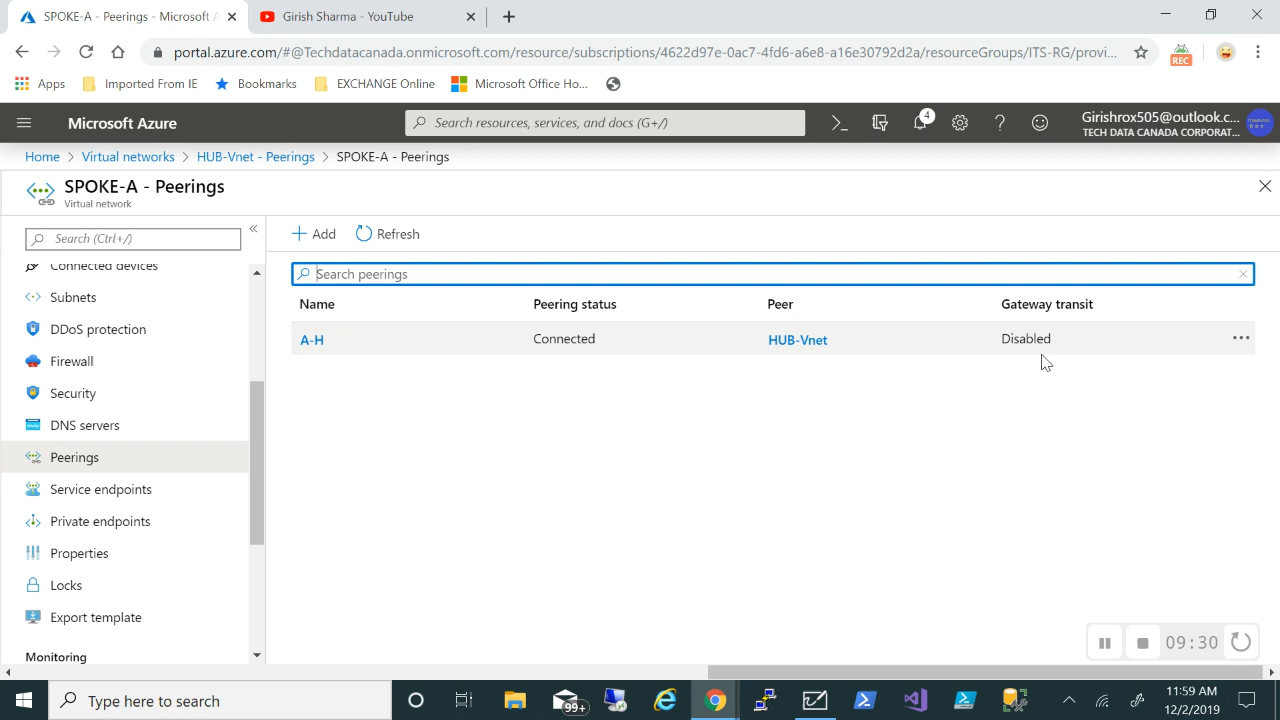 SPOKE-A - Peerings - Microsoft A
Girish Sharma - YouTube
portal.azure.com/#@Techdatacanada.onmicrosoft.com/resource/subscriptions/4622d97e-0ac7-4fd6-a6e8-a16e30792d2a/resourceGroups/ITS-RG/provi...
REC
Apps
Imported From IE
Bookmarks
EXCHANGE Online
Microsoft Office Ho...
Microsoft Azure
Search resources, services, and docs (G+/)
4
Girishrox505@outlook.c...
TECH DATA CANADA CORPORAT...
Home > Virtual networks > HUB-Vnet - Peerings > SPOKE-A - Peerings
SPOKE-A - Peerings
Virtual network
Search (Ctrl+/)
«
Connected devices
Subnets
DDoS protection
Firewall
Security
DNS servers
Peerings
Service endpoints
Private endpoints
Properties
Locks
Export template
Monitoring
Add
Refresh
Search peerings
Name Peering status Peer Gateway transit
A-H Connected HUB-Vnet Disabled
09:30
Type here to search
99+
11:59 AM
12/2/2019